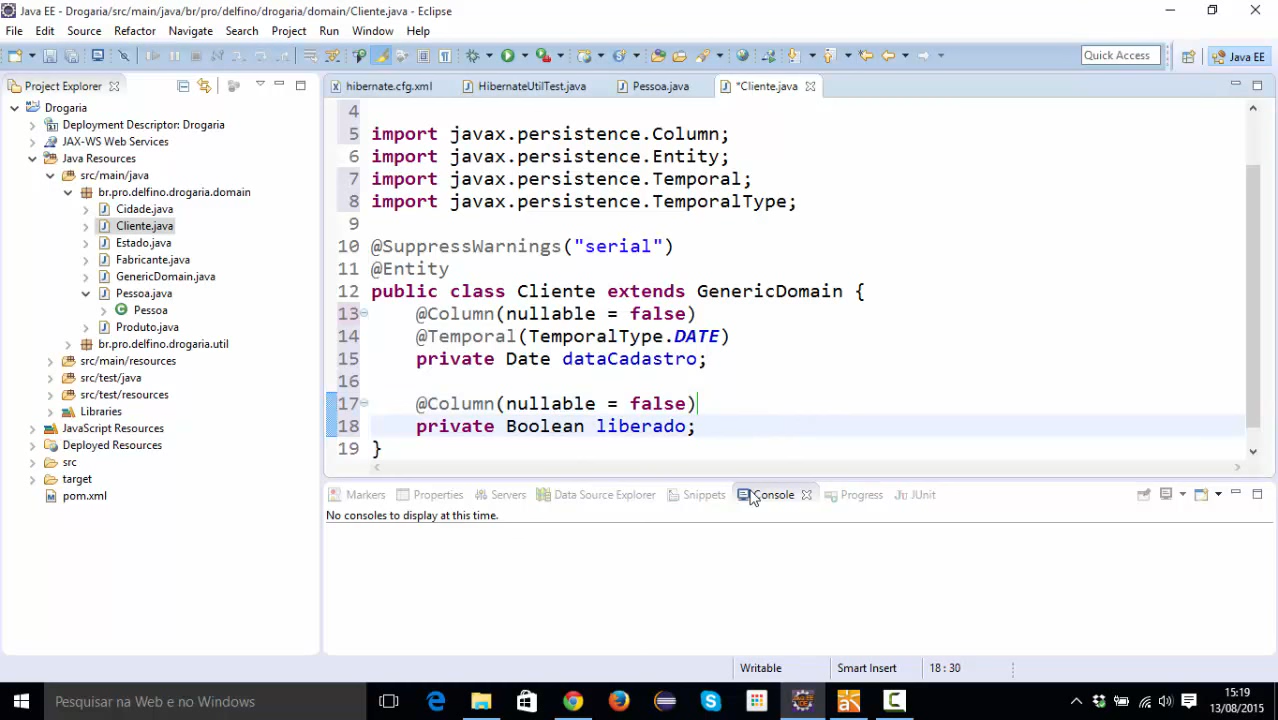 Java EE - Drogaria/src/main/java/br/pro/delfino/drogaria/domain/Cliente.java - Eclipse
File Edit Source Refactor Navigate Search Project Run Window Help
Quick Access
Java EE
Project Explorer
hibernate.cfg.xml
HibernateUtilTest.java
Pessoa.java
*Cliente.java
Drogaria
Deployment Descriptor: Drogaria
JAX-WS Web Services
Java Resources
src/main/java
br.pro.delfino.drogaria.domain
Cidade.java
Cliente.java
Estado.java
Fabricante.java
GenericDomain.java
Pessoa.java
Pessoa
Produto.java
br.pro.delfino.drogaria.util
src/main/resources
src/test/java
src/test/resources
Libraries
JavaScript Resources
Deployed Resources
src
target
pom.xml
4
5 import javax.persistence.Column;
6 import javax.persistence.Entity;
7 import javax.persistence.Temporal;
8 import javax.persistence.TemporalType;
9
10 @SuppressWarnings("serial")
11 @Entity
12 public class Cliente extends GenericDomain {
13 @Column(nullable = false)
14 @Temporal(TemporalType.DATE)
15 private Date dataCadastro;
16
17 @Column(nullable = false)
18 private Boolean liberado;
19 }
Markers Properties Servers Data Source Explorer Snippets Console Progress JUnit
No consoles to display at this time.
Writable Smart Insert 18 : 30
Pesquisar na Web e no Windows
15:19
13/08/2015